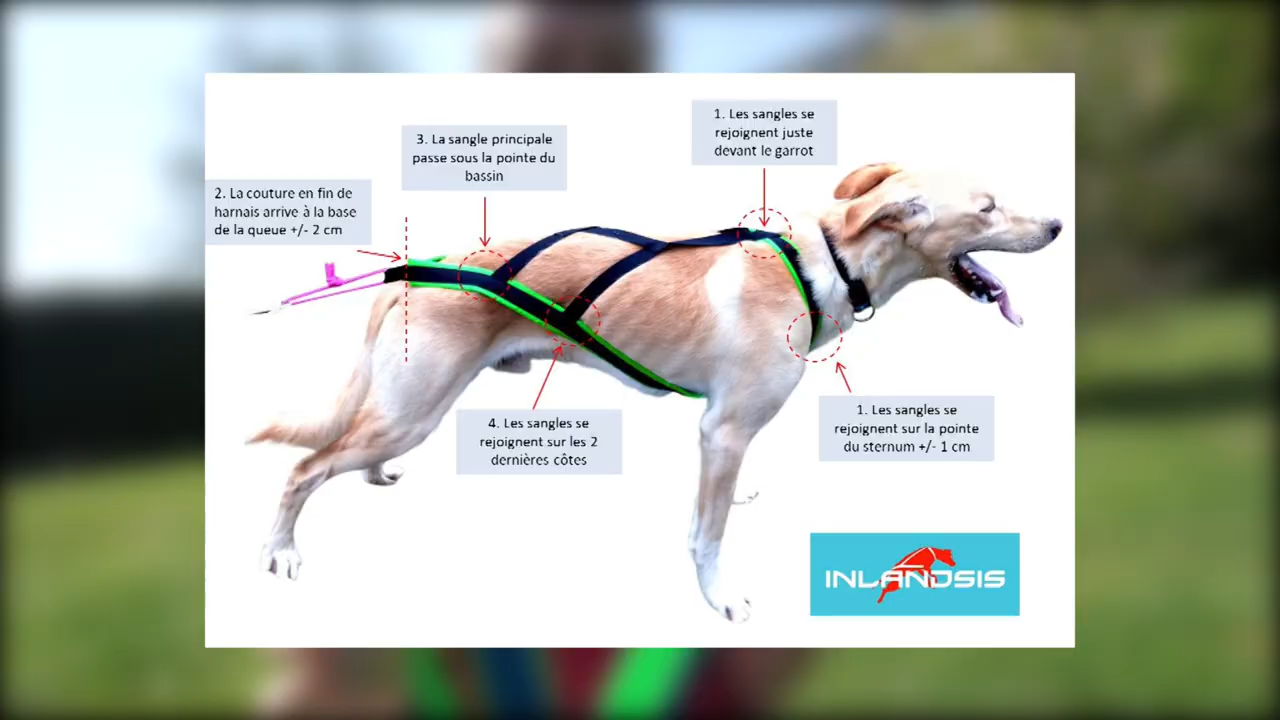 1. Les sangles se
rejoignent juste
devant le garrot
3. La sangle principale
passe sous la pointe du
bassin
2. La couture en fin de
harnais arrive à la base
de la queue +/- 2 cm
4. Les sangles se
rejoignent sur les 2
dernières côtes
1. Les sangles se
rejoignent sur la pointe
du sternum +/- 1 cm
INLANDSIS